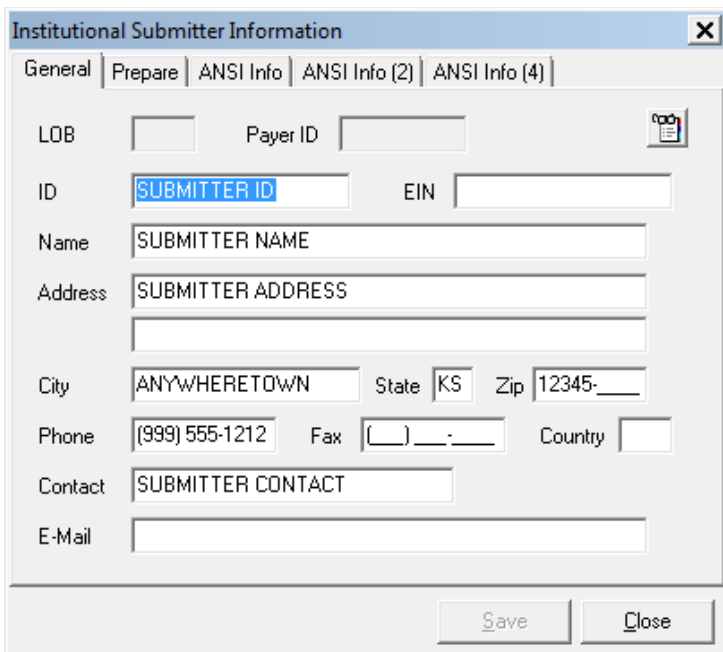 Institutional Submitter Information
General Prepare ANSI Info ANSI Info (2) ANSI Info (4)
LOB Payer ID
ID SUBMITTER ID EIN
Name SUBMITTER NAME
Address SUBMITTER ADDRESS
City ANYWHERETOWN State KS Zip 12345-____
Phone (999) 555-1212 Fax (___) ___-____ Country
Contact SUBMITTER CONTACT
E-Mail
Save Close